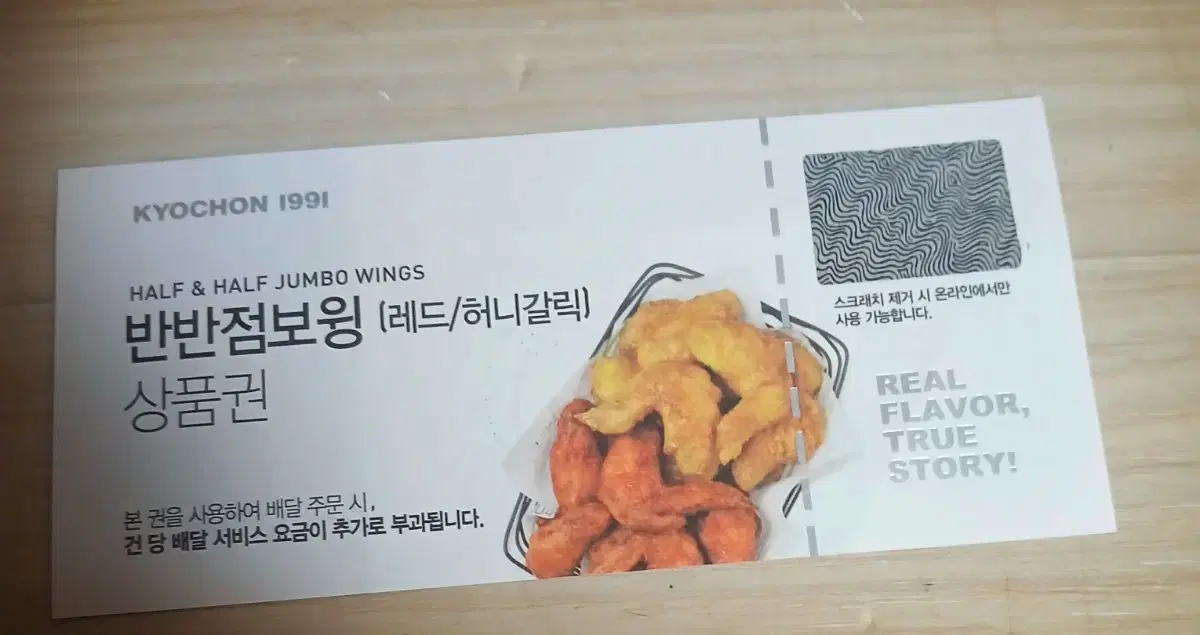 KYOCHON 1991
HALF & HALF JUMBO WINGS
반반점보윙 (레드/허니갈릭)
상품권
본 권을 사용하여 배달 주문 시,
건 당 배달 서비스 요금이 추가로 부과됩니다.
스크래치 제거 시 온라인에서만
사용 가능합니다.
REAL
FLAVOR,
TRUE
STORY!